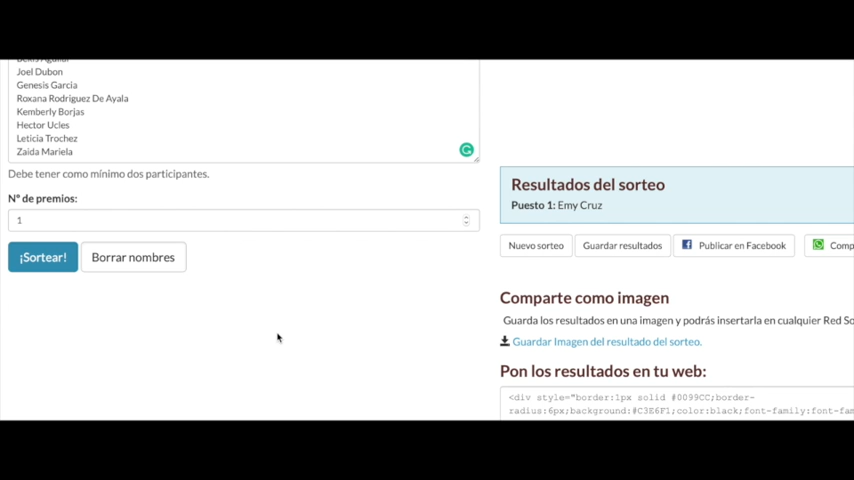 Joel Dubon
Genesis Garcia
Roxana Rodriguez De Ayala
Kemberly Borjas
Hector Ucles
Leticia Trochez
Zaida Mariela
Debe tener como mínimo dos participantes.
Nº de premios:
1
¡Sortear!
Borrar nombres
Resultados del sorteo
Puesto 1: Emy Cruz
Nuevo sorteo
Guardar resultados
Publicar en Facebook
Comp
Comparte como imagen
Guarda los resultados en una imagen y podrás insertarla en cualquier Red So
Guardar Imagen del resultado del sorteo.
Pon los resultados en tu web:
<div style="border:1px solid #0099CC;border-
radius:6px;background:#C3E6F1;color:black;font-family:font-fam